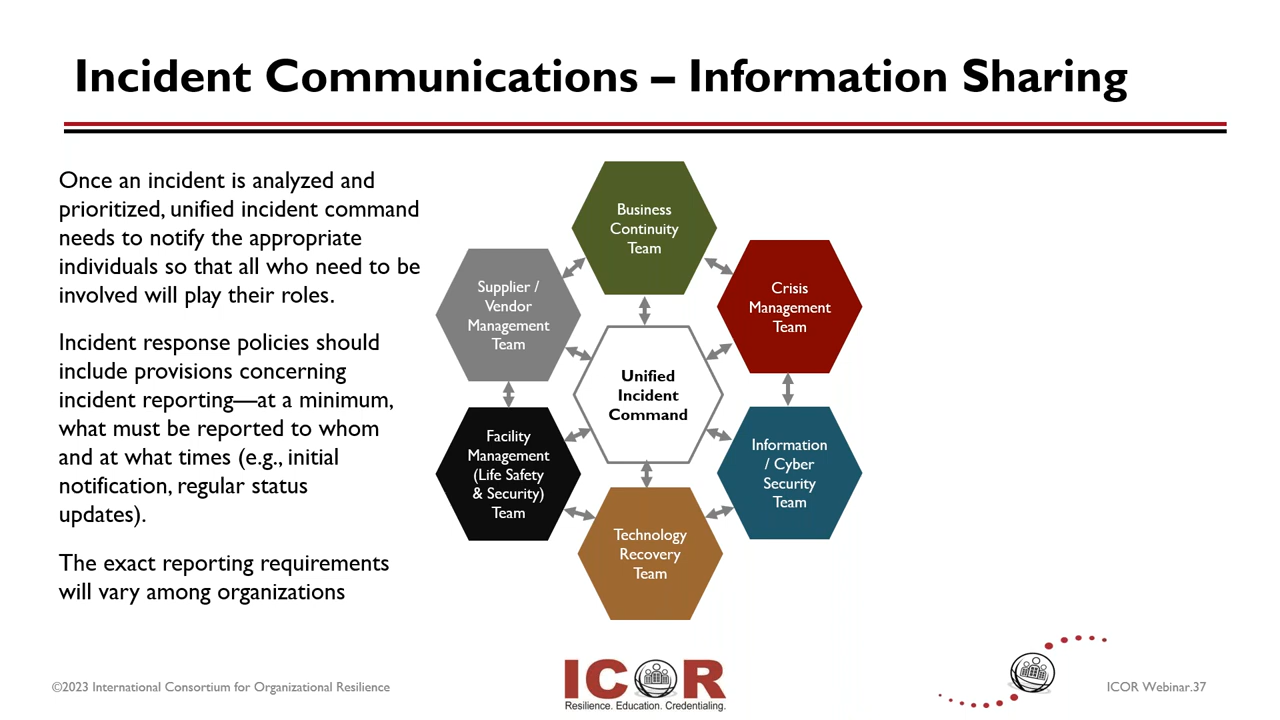 Incident Communications – Information Sharing
Once an incident is analyzed and
prioritized, unified incident command
needs to notify the appropriate
individuals so that all who need to be
involved will play their roles.
Incident response policies should
include provisions concerning
incident reporting—at a minimum,
what must be reported to whom
and at what times (e.g., initial
notification, regular status
updates).
The exact reporting requirements
will vary among organizations
Business
Continuity
Team
Supplier /
Vendor
Management
Team
Crisis
Management
Team
Unified
Incident
Command
Facility
Management
(Life Safety
& Security)
Team
Information
/ Cyber
Security
Team
Technology
Recovery
Team
©2023 International Consortium for Organizational Resilience
ICOR
Resilience. Education. Credentialing.
ICOR Webinar.37